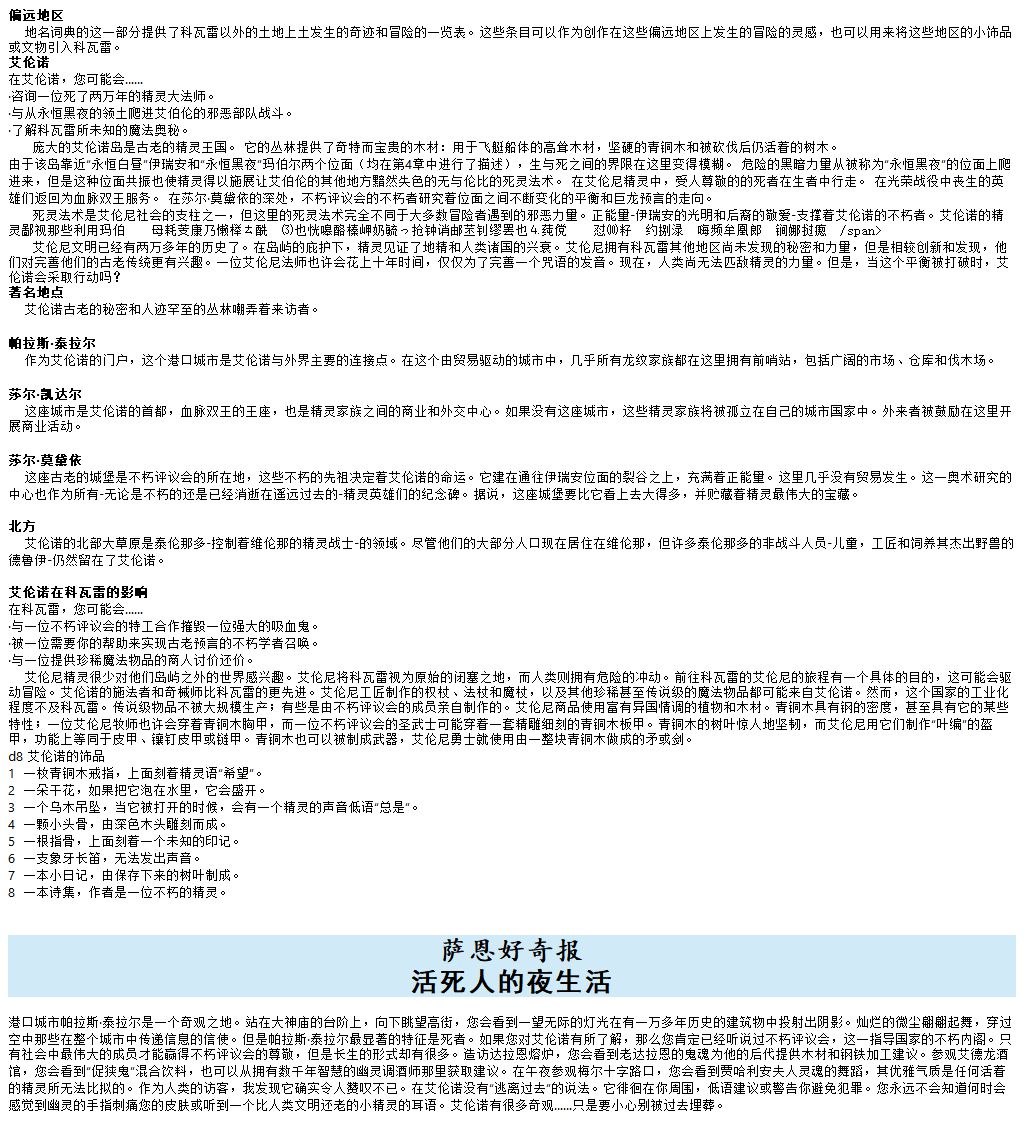 偏远地区
地名词典的这一部分提供了科瓦雷以外的土地上土发生的奇迹和冒险的一览表。这些条目可以作为创作在这些偏远地区上发生的冒险的灵感，也可以用来将这些地区的小饰品
或文物引入科瓦雷。
艾伦诺
在艾伦诺，您可能会......
·咨询一位死了两万年的精灵大法师。
·与从永恒黑夜的领土爬进艾伯伦的邪恶部队战斗。
·了解科瓦雷所未知的魔法奥秘。
庞大的艾伦诺岛是古老的精灵王国。 它的丛林提供了奇特而宝贵的木材：用于飞艇船体的高耸木材，坚硬的青铜木和被砍伐后仍活着的树木。
由于该岛靠近“永恒白昼”伊瑞安和“永恒黑夜”玛伯尔两个位面（均在第4章中进行了描述），生与死之间的界限在这里变得模糊。 危险的黑暗力量从被称为“永恒黑夜”的位面上爬
进来，但是这种位面共振也使精灵得以施展让艾伯伦的其他地方黯然失色的无与伦比的死灵法术。 在艾伦尼精灵中，受人尊敬的的死者在生者中行走。 在光荣战役中丧生的英
雄们返回为血脉双王服务。 在莎尔·莫黛依的深处，不朽评议会的不朽者研究着位面之间不断变化的平衡和巨龙预言的走向。
死灵法术是艾伦尼社会的支柱之一，但这里的死灵法术完全不同于大多数冒险者遇到的邪恶力量。正能量-伊瑞安的光明和后裔的敬爱-支撑着艾伦诺的不朽者。艾伦诺的精
灵鄙视那些利用玛伯 /span>
艾伦尼文明已经有两万多年的历史了。在岛屿的庇护下，精灵见证了地精和人类诸国的兴衰。艾伦尼拥有科瓦雷其他地区尚未发现的秘密和力量，但是相较创新和发现，他
们对完善他们的古老传统更有兴趣。一位艾伦尼法师也许会花上十年时间，仅仅为了完善一个咒语的发音。现在，人类尚无法匹敌精灵的力量。但是，当这个平衡被打破时，艾
伦诺会采取行动吗？
著名地点
艾伦诺古老的秘密和人迹罕至的丛林嘲弄着来访者。
帕拉斯·泰拉尔
作为艾伦诺的门户，这个港口城市是艾伦诺与外界主要的连接点。在这个由贸易驱动的城市中，几乎所有龙纹家族都在这里拥有前哨站，包括广阔的市场、仓库和伐木场。
莎尔·凯达尔
这座城市是艾伦诺的首都，血脉双王的王座，也是精灵家族之间的商业和外交中心。如果没有这座城市，这些精灵家族将被孤立在自己的城市国家中。外来者被鼓励在这里开
展商业活动。
莎尔·莫黛依
这座古老的城堡是不朽评议会的所在地，这些不朽的先祖决定着艾伦诺的命运。它建在通往伊瑞安位面的裂谷之上，充满着正能量。这里几乎没有贸易发生。这一奥术研究的
中心也作为所有-无论是不朽的还是已经消逝在遥远过去的-精灵英雄们的纪念碑。据说，这座城堡要比它看上去大得多，并贮藏着精灵最伟大的宝藏。
北方
艾伦诺的北部大草原是泰伦那多-控制着维伦那的精灵战士-的领域。尽管他们的大部分人口现在居住在维伦那，但许多泰伦那多的非战斗人员-儿童，工匠和饲养其杰出野兽的
德鲁伊-仍然留在了艾伦诺。
艾伦诺在科瓦雷的影响
在科瓦雷，您可能会......
·与一位不朽评议会的特工合作摧毁一位强大的吸血鬼。
·被一位需要你的帮助来实现古老预言的不朽学者召唤。
·与一位提供珍稀魔法物品的商人讨价还价。
艾伦尼精灵很少对他们岛屿之外的世界感兴趣。艾伦尼将科瓦雷视为原始的闭塞之地，而人类则拥有危险的冲动。前往科瓦雷的艾伦尼的旅程有一个具体的目的，这可能会驱
动冒险。艾伦诺的施法者和奇械师比科瓦雷的更先进。艾伦尼工匠制作的权杖、法杖和魔杖，以及其他珍稀甚至传说级的魔法物品都可能来自艾伦诺。然而，这个国家的工业化
程度不及科瓦雷。传说级物品不被大规模生产；有些是由不朽评议会的成员亲自制作的。艾伦尼商品使用富有异国情调的植物和木材。青铜木具有钢的密度，甚至具有它的某些
特性；一位艾伦尼牧师也许会穿着青铜木胸甲，而一位不朽评议会的圣武士可能穿着一套精雕细刻的青铜木板甲。青铜木的树叶惊人地坚韧，而艾伦尼用它们制作“叶编”的盔
甲，功能上等同于皮甲、镶钉皮甲或链甲。青铜木也可以被制成武器，艾伦尼勇士就使用由一整块青铜木做成的矛或剑。
d8 艾伦诺的饰品
1 一枚青铜木戒指，上面刻着精灵语“希望”。
2 一朵干花，如果把它泡在水里，它会盛开。
3 一个乌木吊坠，当它被打开的时候，会有一个精灵的声音低语“总是”。
4 一颗小头骨，由深色木头雕刻而成。
5 一根指骨，上面刻着一个未知的印记。
6 一支象牙长笛，无法发出声音。
7 一本小日记，由保存下来的树叶制成。
8 一本诗集，作者是一位不朽的精灵。
萨恩好奇报
活死人的夜生活
港口城市帕拉斯·泰拉尔是一个奇观之地。站在大神庙的台阶上，向下眺望高街，您会看到一望无际的灯光在有一万多年历史的建筑物中投射出阴影。灿烂的微尘翩翩起舞，穿过
空中那些在整个城市中传递信息的信使。但是帕拉斯·泰拉尔最显著的特征是死者。如果您对艾伦诺有所了解，那么您肯定已经听说过不朽评议会，这一指导国家的不朽内阁。只
有社会中最伟大的成员才能赢得不朽评议会的尊敬，但是长生的形式却有很多。造访达拉恩熔炉，您会看到老达拉恩的鬼魂为他的后代提供木材和钢铁加工建议。参观艾德龙酒
馆，您会看到“促狭鬼”混合饮料，也可以从拥有数千年智慧的幽灵调酒师那里获取建议。在午夜参观梅尔十字路口，您会看到贾哈利安夫人灵魂的舞蹈，其优雅气质是任何活着
的精灵所无法比拟的。作为人类的访客，我发现它确实令人赞叹不已。在艾伦诺没有“逃离过去”的说法。它徘徊在你周围，低语建议或警告你避免犯罪。您永远不会知道何时会
感觉到幽灵的手指刺痛您的皮肤或听到一个比人类文明还老的小精灵的耳语。艾伦诺有很多奇观......只是要小心别被过去埋葬。